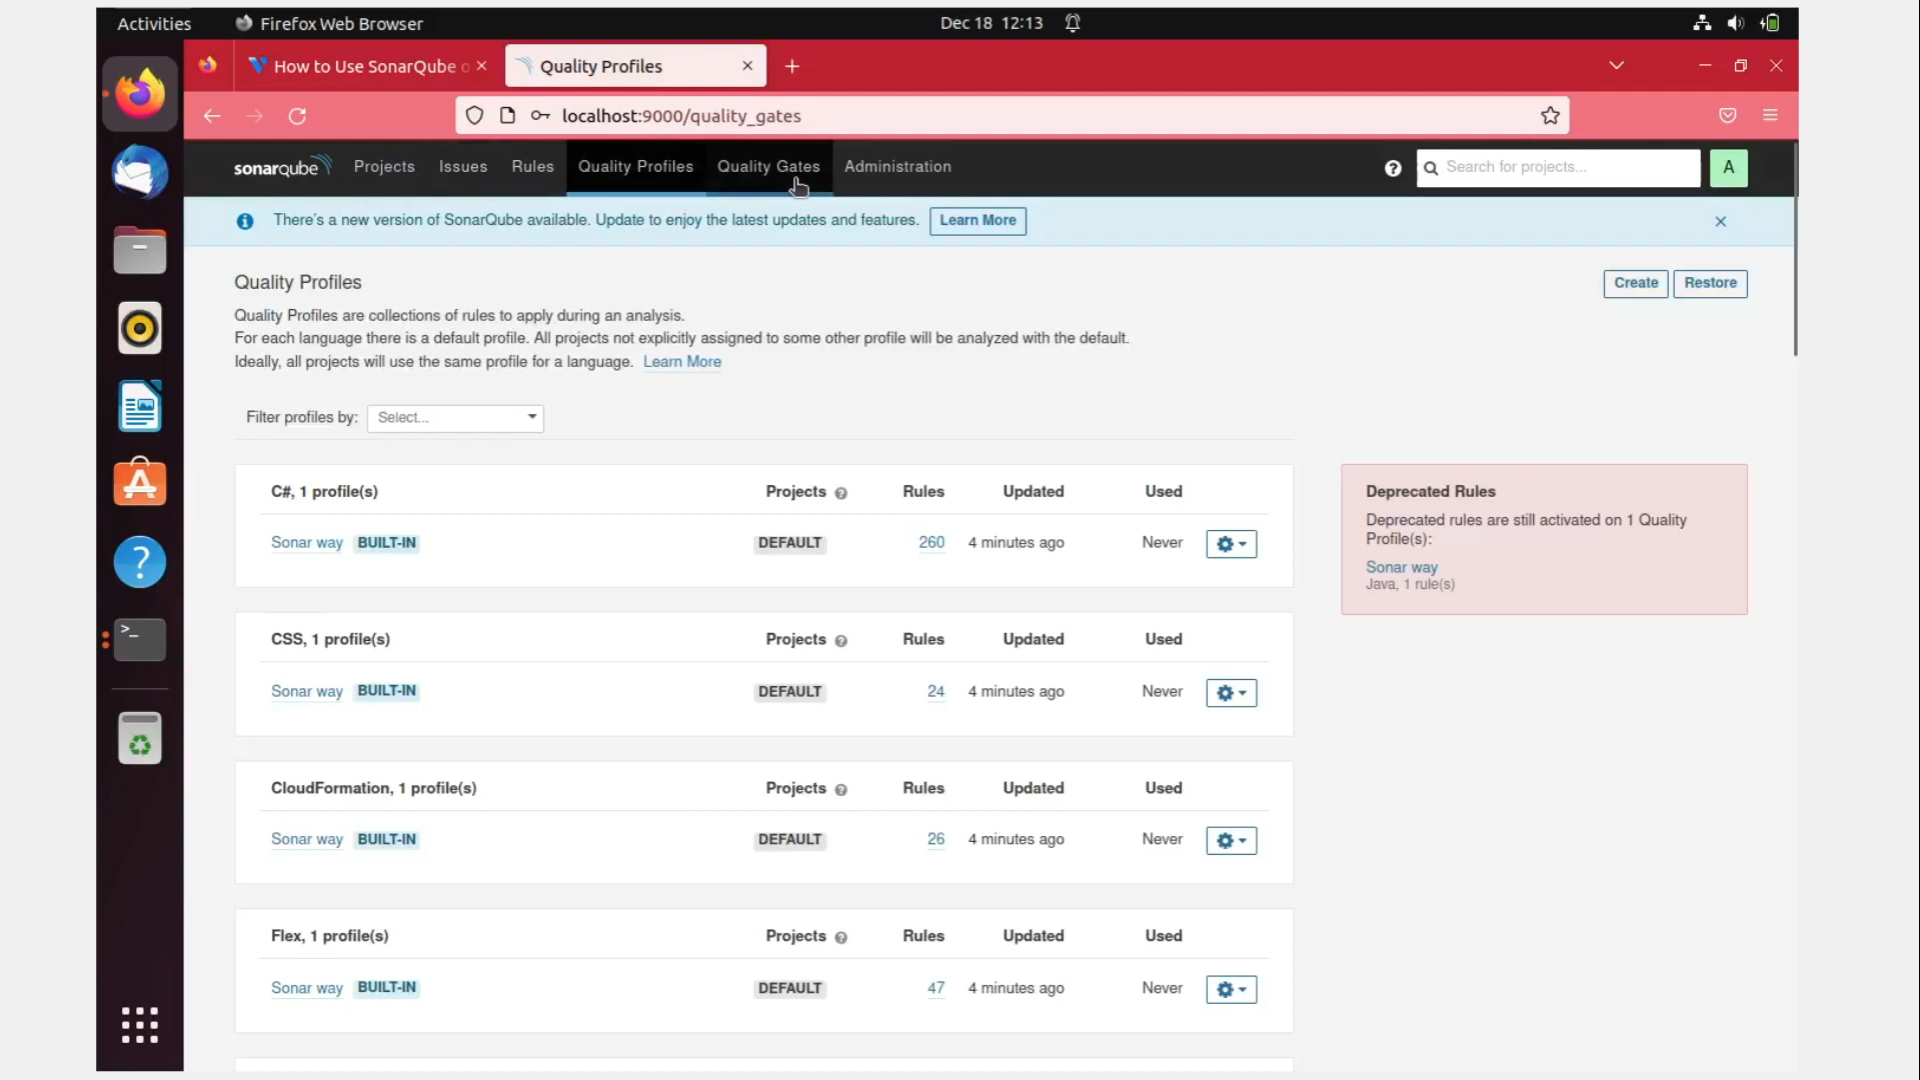 Activities
Firefox Web Browser
Dec 18 12:13
How to Use SonarQube o
Quality Profiles
localhost:9000/quality_gates
sonarqube
Projects
Issues
Rules
Quality Profiles
Quality Gates
Administration
Search for projects...
A
There's a new version of SonarQube available. Update to enjoy the latest updates and features.
Learn More
Quality Profiles
Create
Restore
Quality Profiles are collections of rules to apply during an analysis.
For each language there is a default profile. All projects not explicitly assigned to some other profile will be analyzed with the default.
Ideally, all projects will use the same profile for a language. Learn More
Filter profiles by: Select...
C#, 1 profile(s) Projects Rules Updated Used
Sonar way BUILT-IN DEFAULT 260 4 minutes ago Never
Deprecated Rules
Deprecated rules are still activated on 1 Quality
Profile(s):
Sonar way
Java, 1 rule(s)
CSS, 1 profile(s) Projects Rules Updated Used
Sonar way BUILT-IN DEFAULT 24 4 minutes ago Never
CloudFormation, 1 profile(s) Projects Rules Updated Used
Sonar way BUILT-IN DEFAULT 26 4 minutes ago Never
Flex, 1 profile(s) Projects Rules Updated Used
Sonar way BUILT-IN DEFAULT 47 4 minutes ago Never